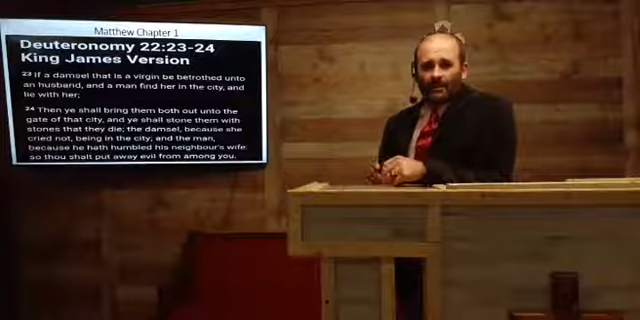 Matthew Chapter 1
Deuteronomy 22:23-24
King James Version
23 If a damsel that is a virgin be betrothed unto
an husband, and a man find her in the city, and
lie with her;
24 Then ye shall bring them both out unto the
gate of that city, and ye shall stone them with
stones that they die; the damsel, because she
cried not, being in the city; and the man,
because he hath humbled his neighbour's wife:
so thou shalt put away evil from among you.